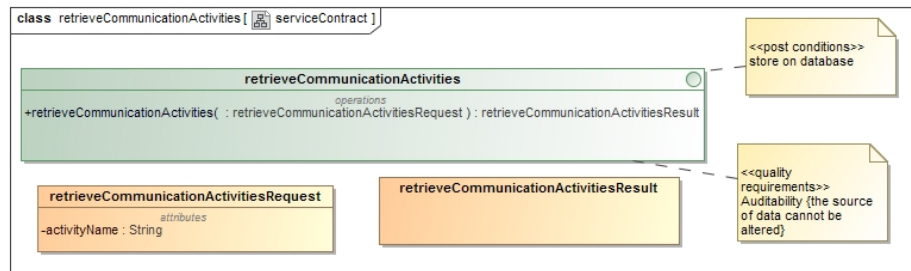 class retrieveCommunicationActivities [ serviceContract ]
<<post conditions>>
store on database
retrieveCommunicationActivities
operations
+retrieveCommunicationActivities( : retrieveCommunicationActivitiesRequest ) : retrieveCommunicationActivitiesResult
<<quality
requirements>>
Auditability {the source
of data cannot be
altered}
retrieveCommunicationActivitiesRequest
attributes
-activityName : String
retrieveCommunicationActivitiesResult